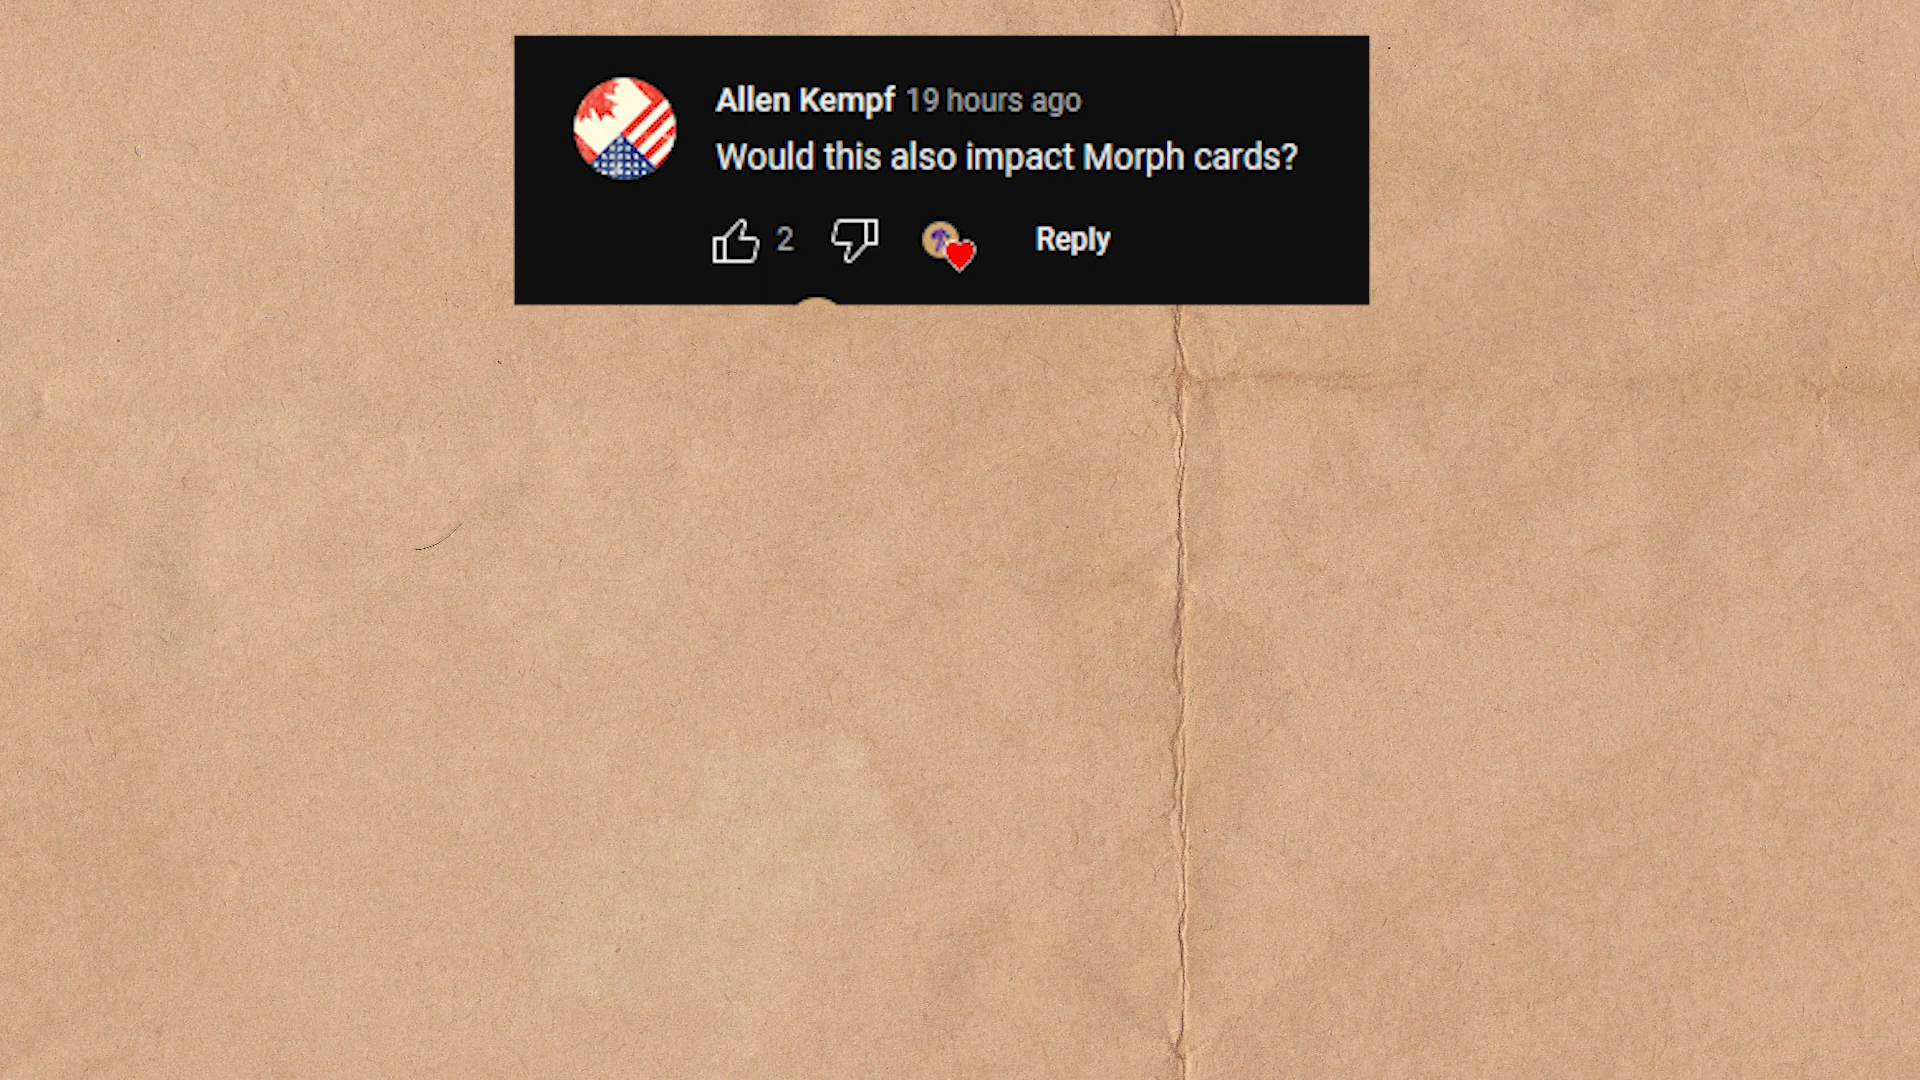 Allen Kempf 19 hours ago
Would this also impact Morph cards?
2 Reply